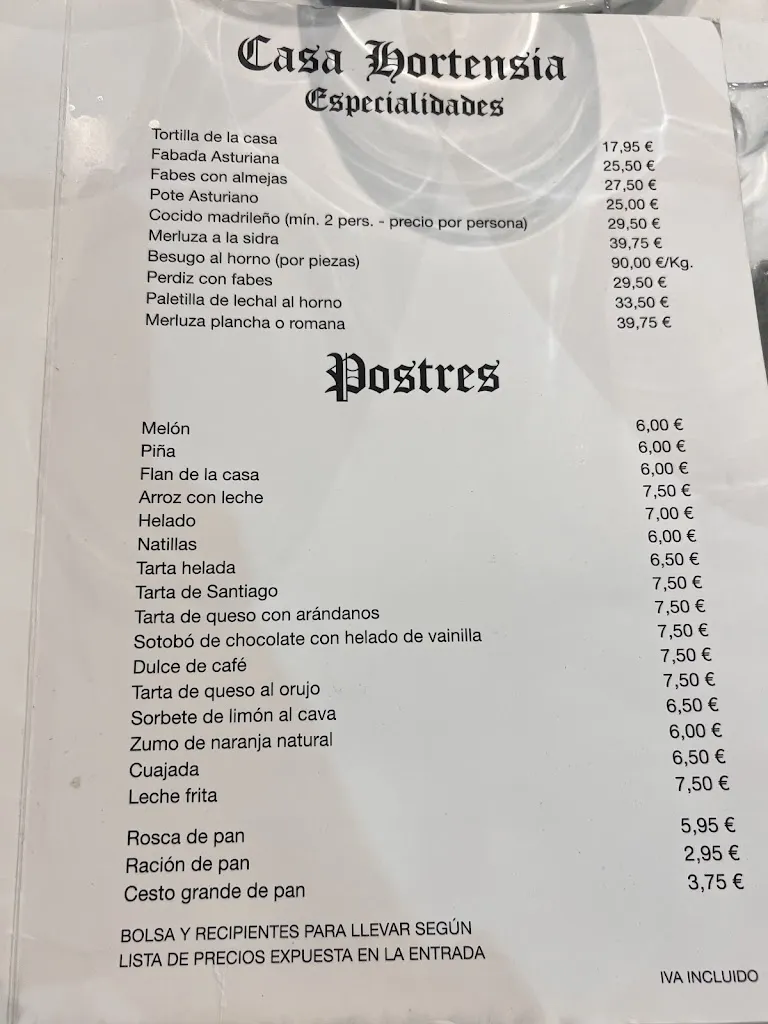 Casa Hortensia
Especialidades
Tortilla de la casa 17,95 €
Fabada Asturiana 25,50 €
Fabes con almejas 27,50 €
Pote Asturiano 25,00 €
Cocido madrileño (mín. 2 pers. - precio por persona) 29,50 €
Merluza a la sidra 39,75 €
Besugo al horno (por piezas) 90,00 €/Kg.
Perdiz con fabes 29,50 €
Paletilla de lechal al horno 33,50 €
Merluza plancha o romana 39,75 €
Postres
Melón 6,00 €
Piña 6,00 €
Flan de la casa 6,00 €
Arroz con leche 7,50 €
Helado 7,00 €
Natillas 6,00 €
Tarta helada 6,50 €
Tarta de Santiago 7,50 €
Tarta de queso con arándanos 7,50 €
Sotobó de chocolate con helado de vainilla 7,50 €
Dulce de café 7,50 €
Tarta de queso al orujo 7,50 €
Sorbete de limón al cava 6,50 €
Zumo de naranja natural 6,00 €
Cuajada 6,50 €
Leche frita 7,50 €
Rosca de pan 5,95 €
Ración de pan 2,95 €
Cesto grande de pan 3,75 €
BOLSA Y RECIPIENTES PARA LLEVAR SEGÚN
LISTA DE PRECIOS EXPUESTA EN LA ENTRADA
IVA INCLUIDO